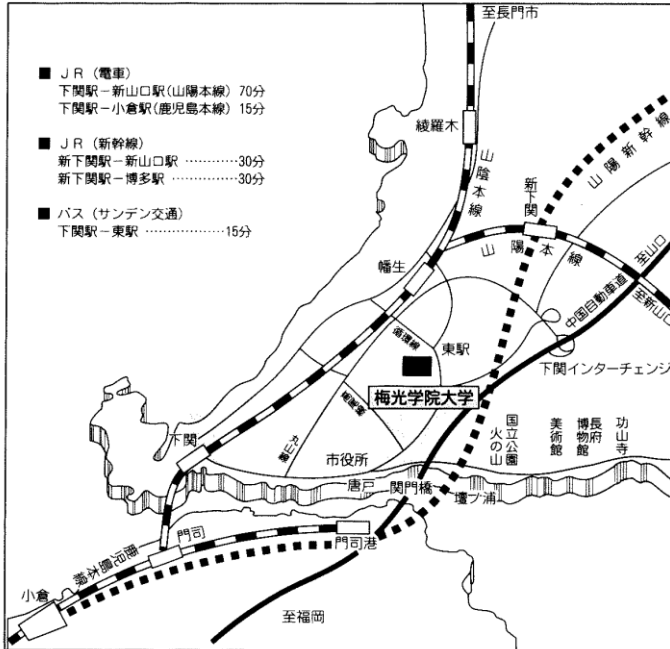 ■ JR（電車）
下関駅－新山口駅（山陽本線）70分
下関駅－小倉駅（鹿児島本線）15分
■ JR（新幹線）
新下関駅－新山口駅 …………30分
新下関駅－博多駅 ……………30分
■ バス（サンデン交通）
下関駅－東駅 ………………15分
至長門市
綾羅木
山陰本線
山陽新幹線
新下関
山陽本線
至山口
幡生
中国自動車道
至新山口
循環線
東駅
下関インターチェンジ
梅光学院大学
下関
丸山線
市役所
国立公園
火の山
美術館
長府
博物館
功山寺
唐戸
関門橋
壇ノ浦
門司
門司港
鹿児島本線
小倉
至福岡